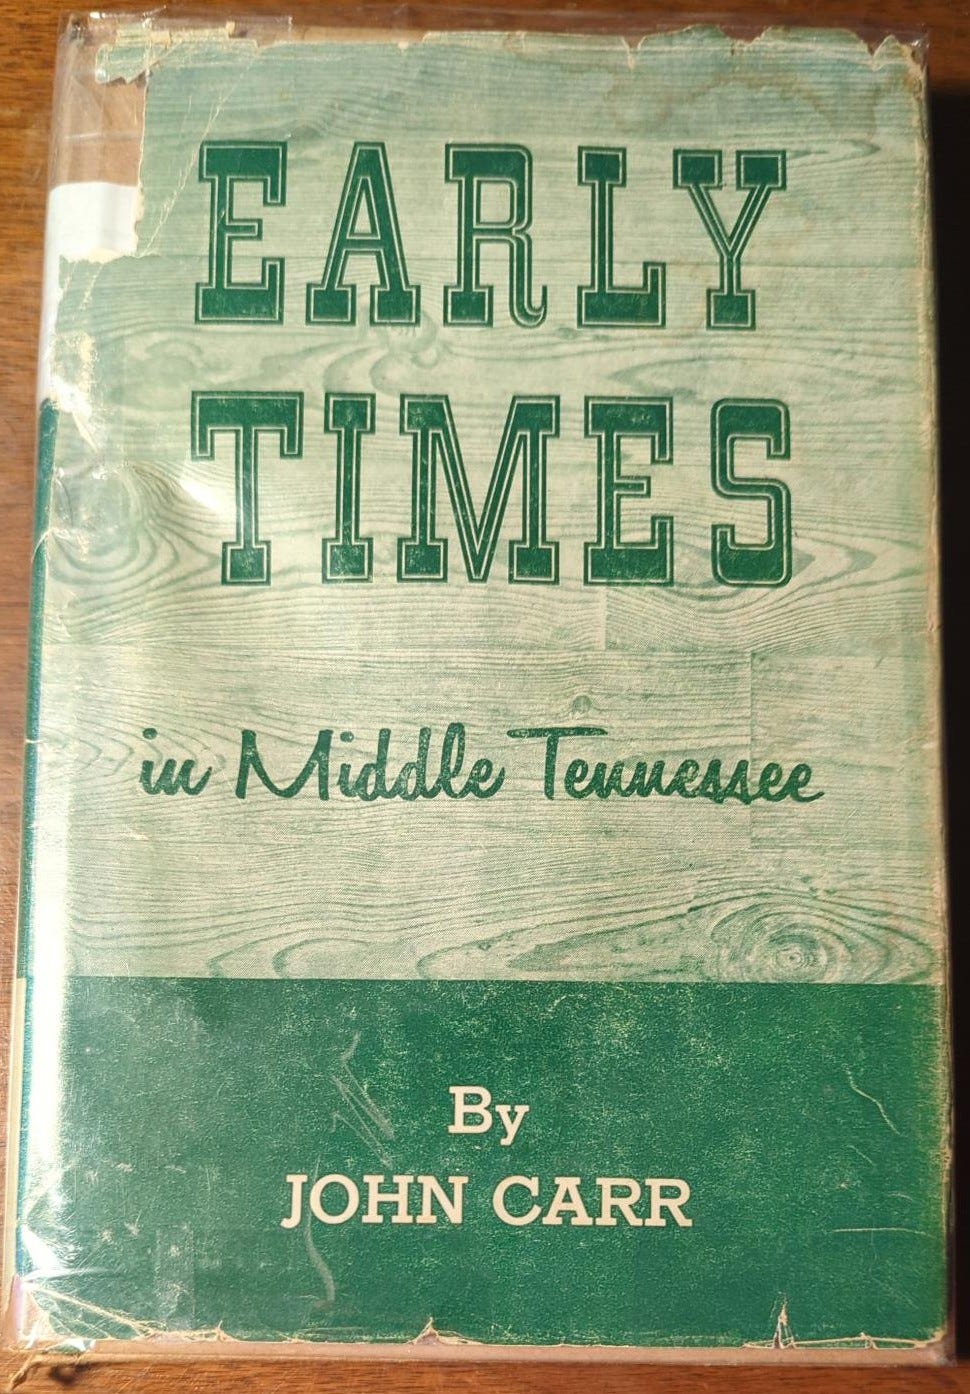 EARLY
TIMES
in Middle Tennessee
By
JOHN CARR